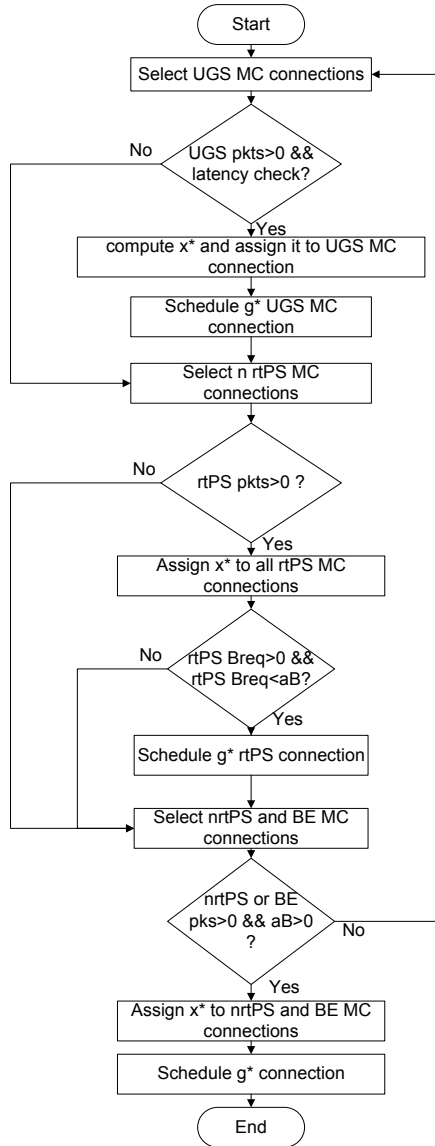 Start
Select UGS MC connections
No
UGS pkts>0 &&
latency check?
Yes
compute x* and assign it to UGS MC
connection
Schedule g* UGS MC
connection
Select n rtPS MC
connections
No
rtPS pkts>0 ?
Yes
Assign x* to all rtPS MC
connections
No
rtPS Breq>0 &&
rtPS Breq<aB?
Yes
Schedule g* rtPS connection
Select nrtPS and BE MC
connections
nrtPS or BE
pks>0 && aB>0
?
No
Yes
Assign x* to nrtPS and BE MC
connections
Schedule g* connection
End